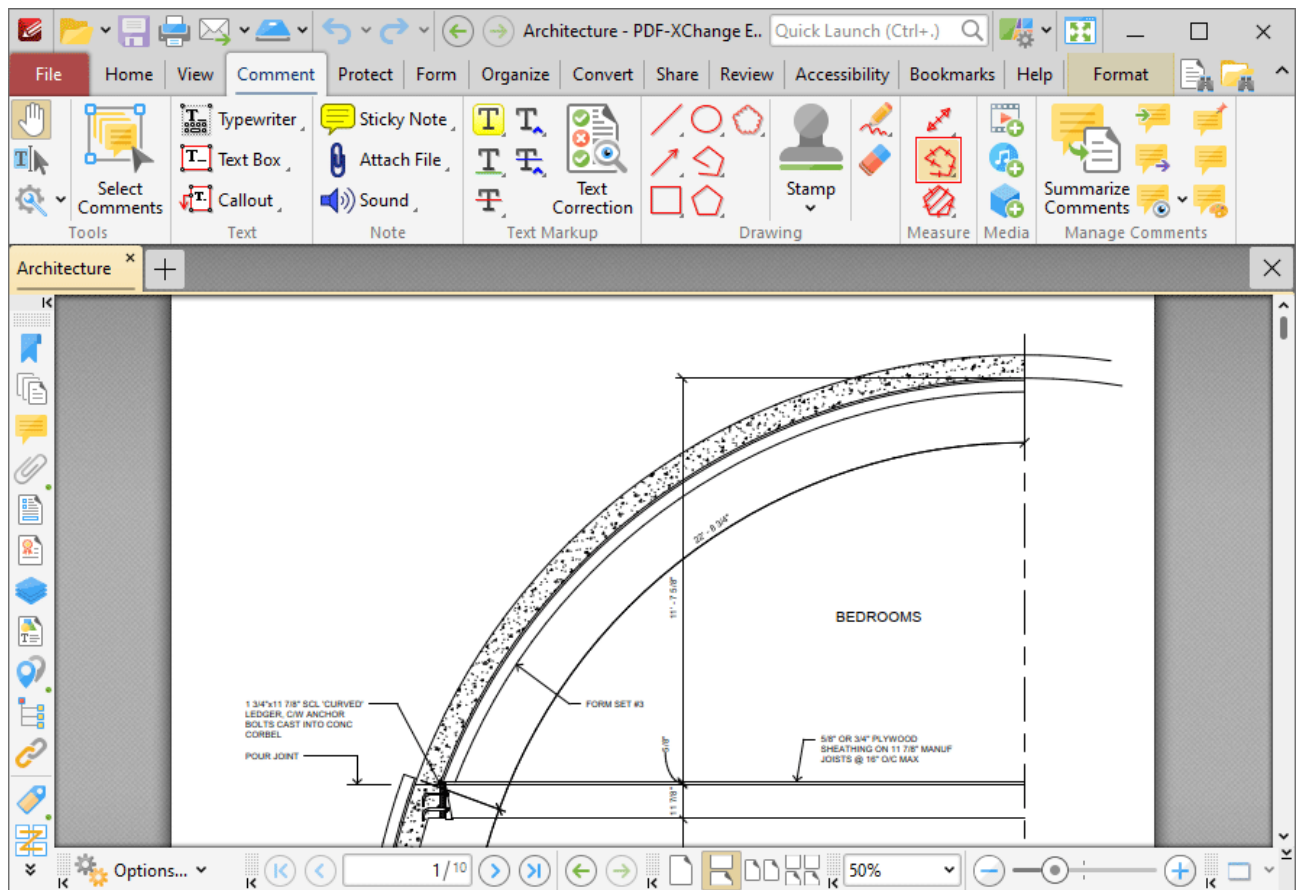 Architecture - PDF-XChange E..
Quick Launch (Ctrl+.)
File Home View Comment Protect Form Organize Convert Share Review Accessibility Bookmarks Help Format
Select
Comments
Tools
Typewriter
Text Box
Callout
Text
Sticky Note
Attach File
Sound
Note
Text
Correction
Text Markup
Stamp
Drawing
Measure
Media
Summarize
Comments
Manage Comments
Architecture
22' - 8 3/4"
11' - 7 5/8"
BEDROOMS
1 3/4"x11 7/8" SCL 'CURVED'
LEDGER, C/W ANCHOR
BOLTS CAST INTO CONC
CORBEL
POUR JOINT
FORM SET #3
5/8"
5/8" OR 3/4" PLYWOOD
SHEATHING ON 11 7/8" MANUF
JOISTS @ 16" O/C MAX
11 7/8"
Options...
1/10
50%